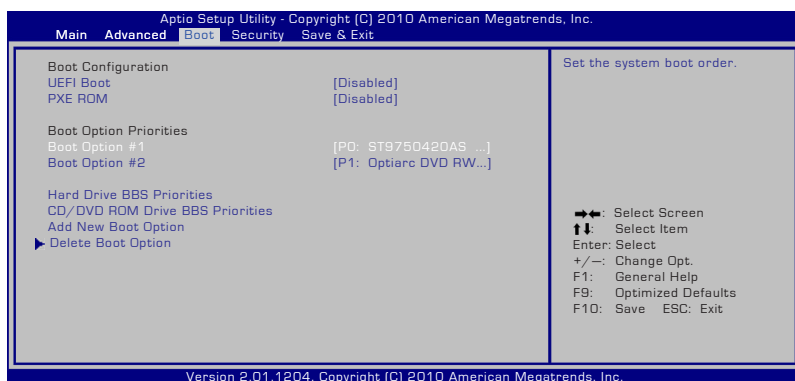 Aptio Setup Utility - Copyright (C) 2010 American Megatrends, Inc.
Main Advanced Boot Security Save & Exit
Boot Configuration
UEFI Boot [Disabled]
PXE ROM [Disabled]
Boot Option Priorities
Boot Option #1 [P0: ST9750420AS ...]
Boot Option #2 [P1: Optiarc DVD RW...]
Hard Drive BBS Priorities
CD/DVD ROM Drive BBS Priorities
Add New Boot Option
Delete Boot Option
Set the system boot order.
→←: Select Screen
↑↓: Select Item
Enter: Select
+/—: Change Opt.
F1: General Help
F9: Optimized Defaults
F10: Save ESC: Exit
Version 2.01.1204. Copyright (C) 2010 American Megatrends, Inc.